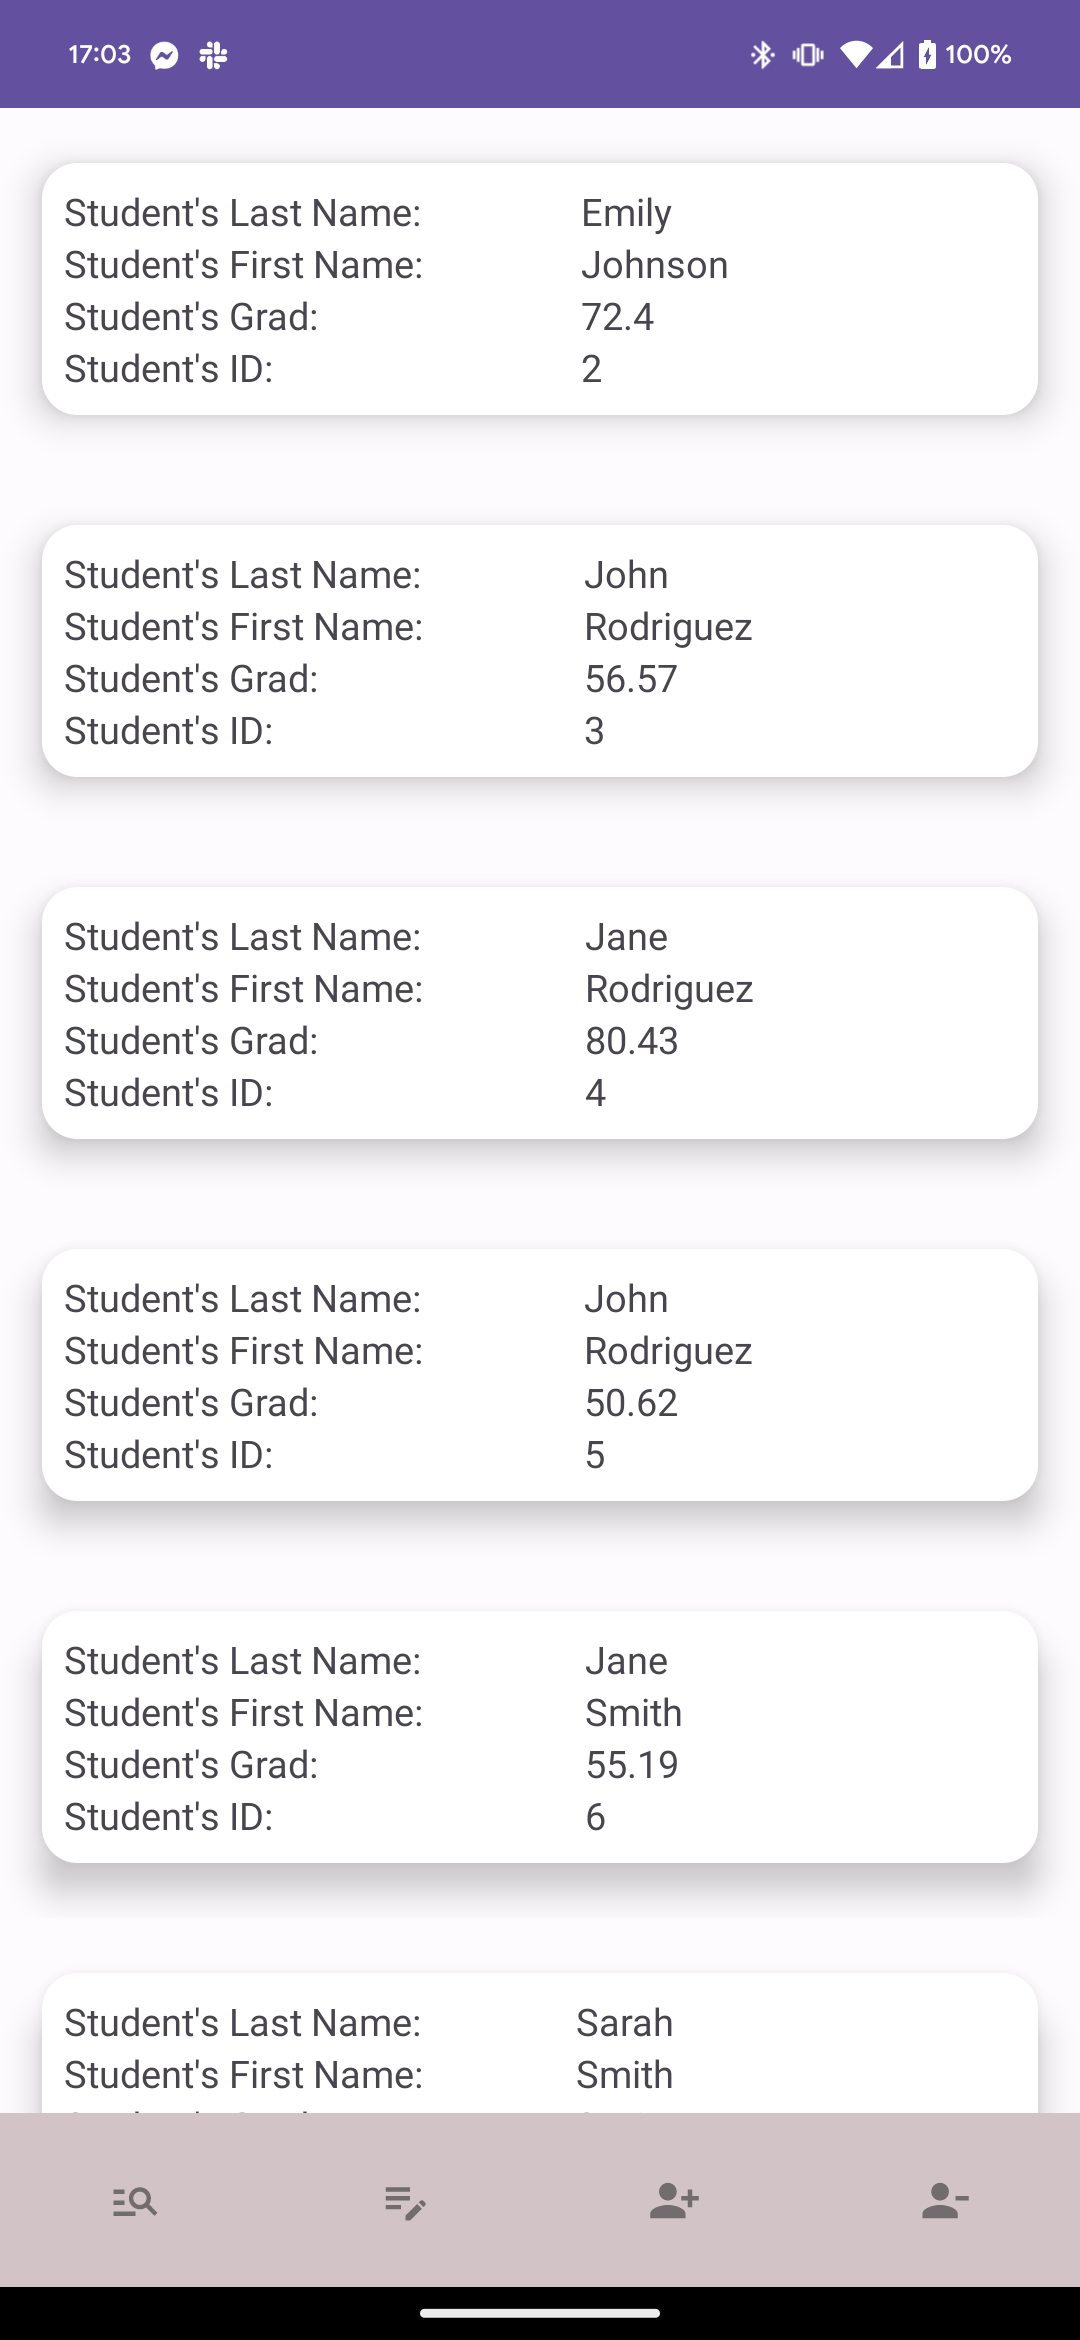 17:03 100%
Student's Last Name: Emily
Student's First Name: Johnson
Student's Grad: 72.4
Student's ID: 2
Student's Last Name: John
Student's First Name: Rodriguez
Student's Grad: 56.57
Student's ID: 3
Student's Last Name: Jane
Student's First Name: Rodriguez
Student's Grad: 80.43
Student's ID: 4
Student's Last Name: John
Student's First Name: Rodriguez
Student's Grad: 50.62
Student's ID: 5
Student's Last Name: Jane
Student's First Name: Smith
Student's Grad: 55.19
Student's ID: 6
Student's Last Name: Sarah
Student's First Name: Smith